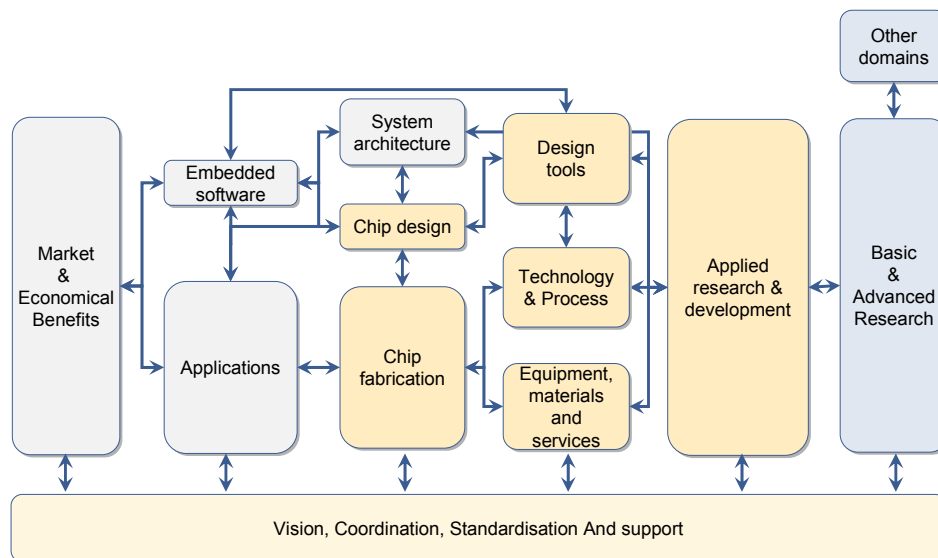 Other
domains
System
architecture
Design
tools
Embedded
software
Chip design
Market
&
Economical
Benefits
Technology
& Process
Applied
research &
development
Basic
&
Advanced
Research
Applications
Chip
fabrication
Equipment,
materials
and
services
Vision, Coordination, Standardisation And support